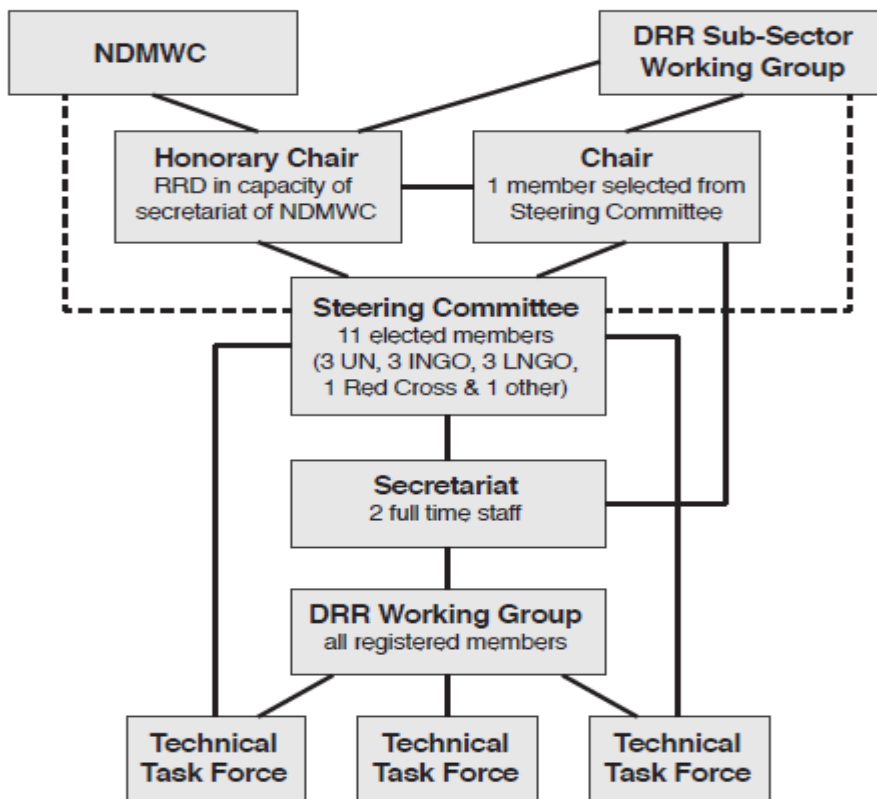 NDMWC
DRR Sub-Sector
Working Group
Honorary Chair
RRD in capacity of
secretariat of NDMWC
Chair
1 member selected from
Steering Committee
Steering Committee
11 elected members
(3 UN, 3 INGO, 3 LNGO,
1 Red Cross & 1 other)
Secretariat
2 full time staff
DRR Working Group
all registered members
Technical
Task Force
Technical
Task Force
Technical
Task Force